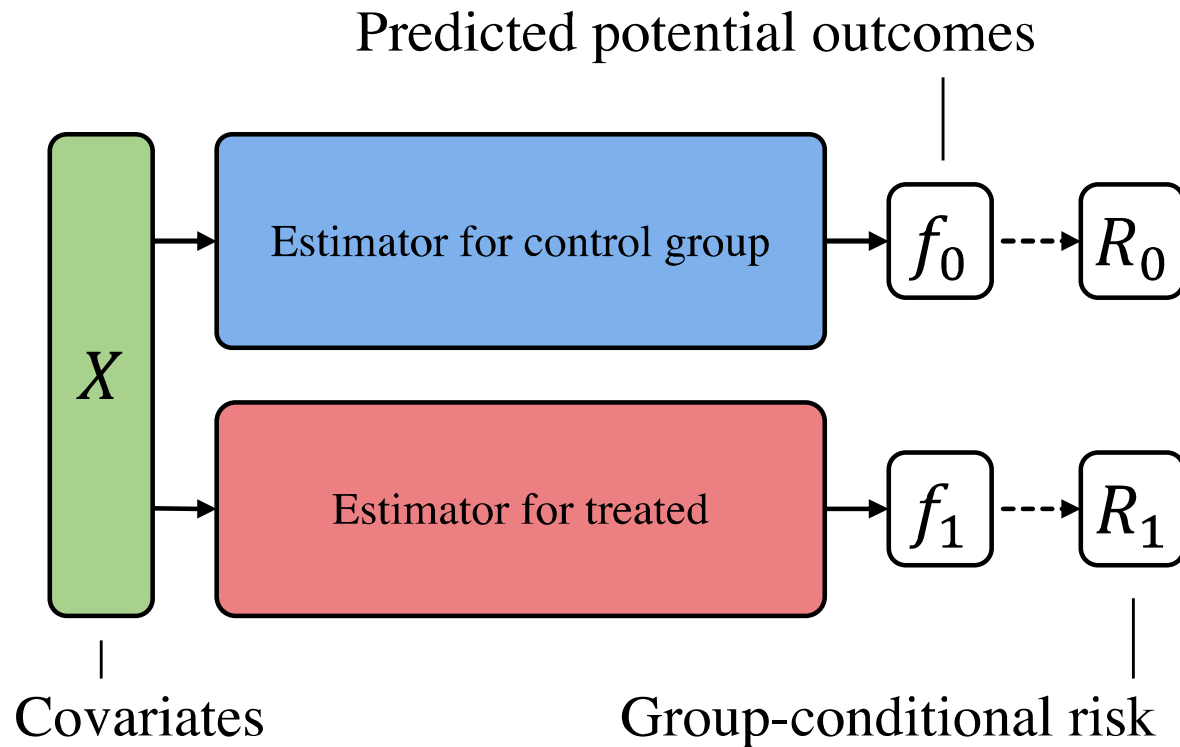 Predicted potential outcomes
Estimator for control group
f₀
R₀
X
Estimator for treated
f₁
R₁
Covariates
Group-conditional risk